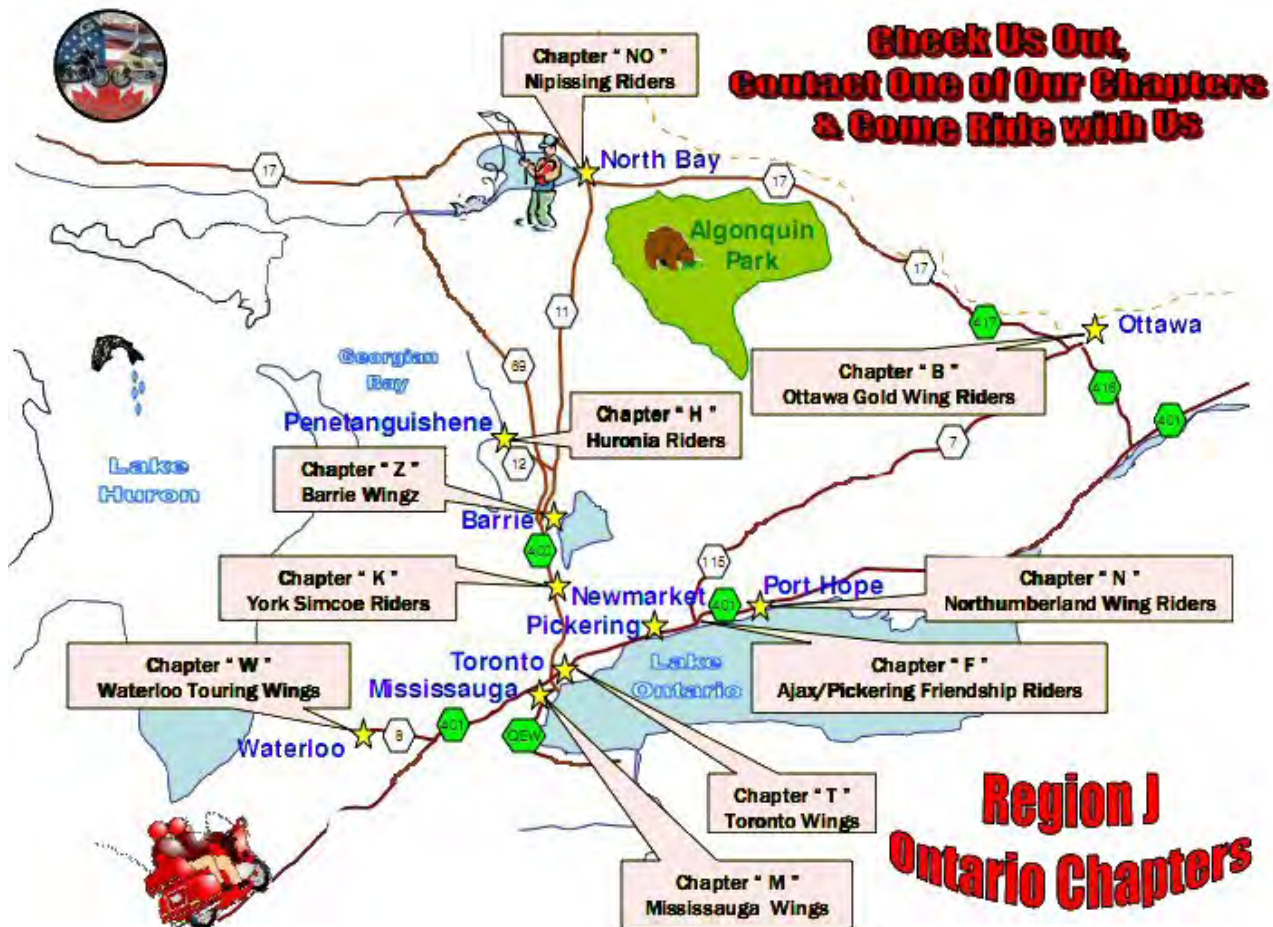 Check Us Out,
Contact One of Our Chapters
& Come Ride with Us
Chapter “ NO ”
Nipissing Riders
North Bay
17
17
Algonquin
Park
17
11
417
Ottawa
Georgian
Bay
69
Chapter “ B ”
Ottawa Gold Wing Riders
416
401
Penetanguishene
Chapter “ H ”
Huronia Riders
7
12
Lake
Huron
Chapter “ Z ”
Barrie Wingz
Barrie
400
115
Chapter “ K ”
York Simcoe Riders
Newmarket
401
Port Hope
Chapter “ N ”
Northumberland Wing Riders
Pickering
Chapter “ W ”
Waterloo Touring Wings
Toronto
Mississauga
Lake
Ontario
Chapter “ F ”
Ajax/Pickering Friendship Riders
Waterloo
8
401
QEW
Chapter “ T ”
Toronto Wings
Chapter “ M ”
Mississauga Wings
Region J
Ontario Chapters